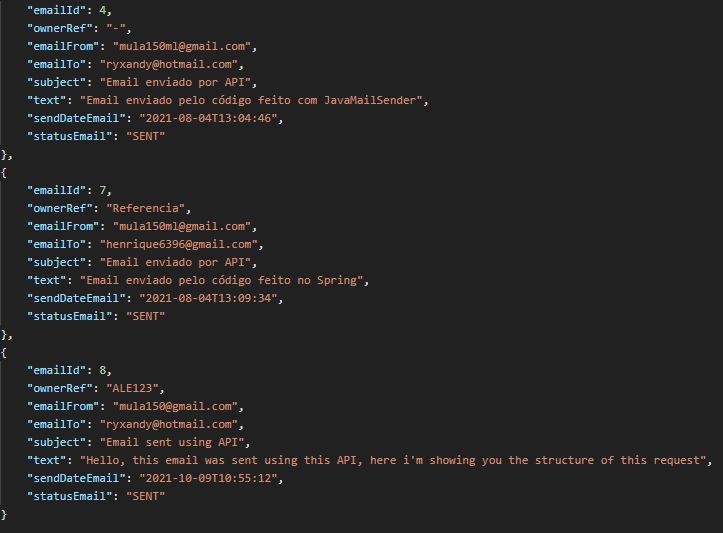 "emailId": 4,
"ownerRef": "-",
"emailFrom": "mula150ml@gmail.com",
"emailTo": "ryxandy@hotmail.com",
"subject": "Email enviado por API",
"text": "Email enviado pelo código feito com JavaMailSender",
"sendDateEmail": "2021-08-04T13:04:46",
"statusEmail": "SENT"
},
{
"emailId": 7,
"ownerRef": "Referencia",
"emailFrom": "mula150ml@gmail.com",
"emailTo": "henrique6396@gmail.com",
"subject": "Email enviado por API",
"text": "Email enviado pelo código feito no Spring",
"sendDateEmail": "2021-08-04T13:09:34",
"statusEmail": "SENT"
},
{
"emailId": 8,
"ownerRef": "ALE123",
"emailFrom": "mula150@gmail.com",
"emailTo": "ryxandy@hotmail.com",
"subject": "Email sent using API",
"text": "Hello, this email was sent using this API, here i'm showing you the structure of this request",
"sendDateEmail": "2021-10-09T10:55:12",
"statusEmail": "SENT"
}